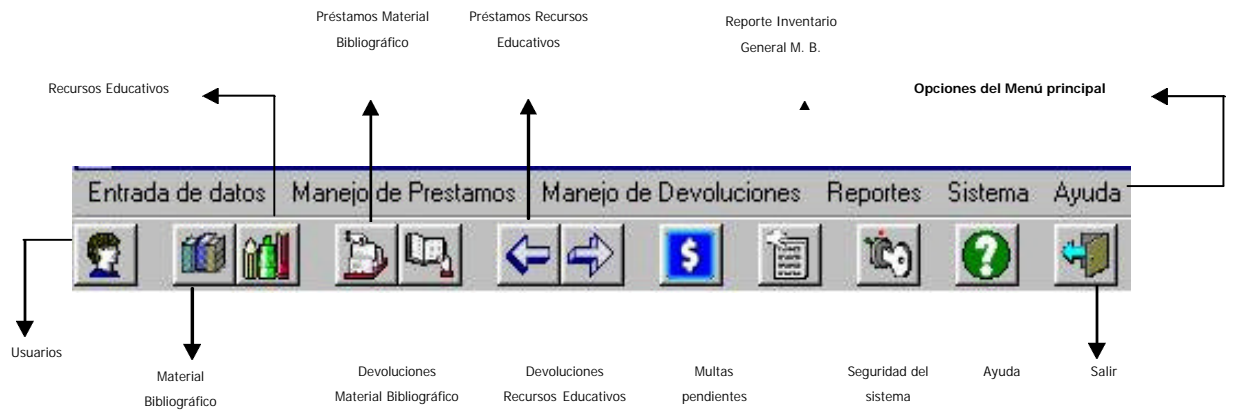 Préstamos Material
Bibliográfico
Préstamos Recursos
Educativos
Reporte Inventario
General M. B.
Recursos Educativos
Opciones del Menú principal
Entrada de datos
Manejo de Prestamos
Manejo de Devoluciones
Reportes
Sistema
Ayuda
$
?
Usuarios
Material
Bibliográfico
Devoluciones
Material Bibliográfico
Devoluciones
Recursos Educativos
Multas
pendientes
Seguridad del
sistema
Ayuda
Salir